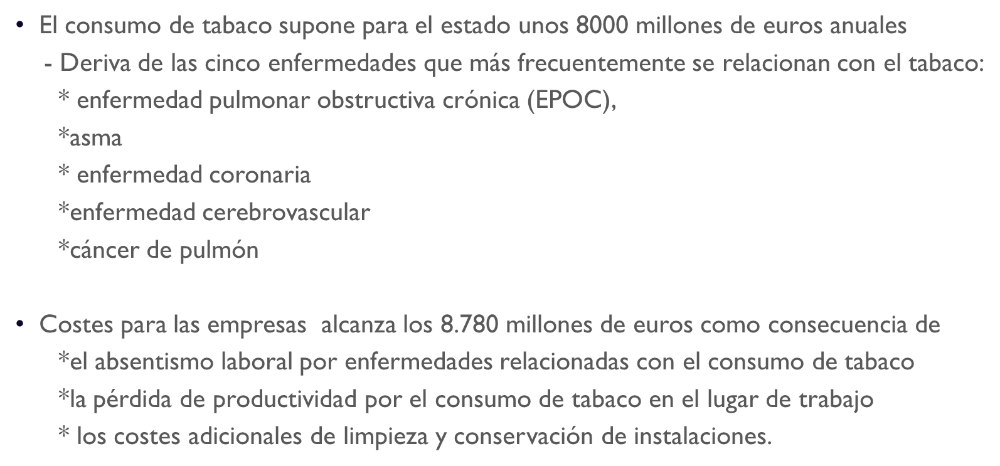 • El consumo de tabaco supone para el estado unos 8000 millones de euros anuales
- Deriva de las cinco enfermedades que más frecuentemente se relacionan con el tabaco:
* enfermedad pulmonar obstructiva crónica (EPOC),
*asma
* enfermedad coronaria
*enfermedad cerebrovascular
*cáncer de pulmón
• Costes para las empresas  alcanza los 8.780 millones de euros como consecuencia de
*el absentismo laboral por enfermedades relacionadas con el consumo de tabaco
*la pérdida de productividad por el consumo de tabaco en el lugar de trabajo
* los costes adicionales de limpieza y conservación de instalaciones.